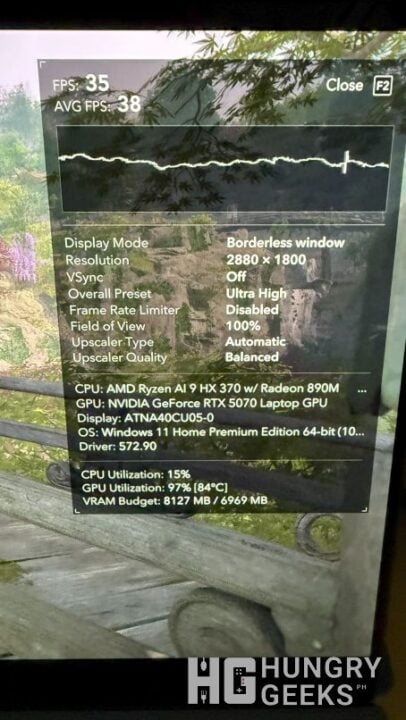 FPS: 35
Close F2
AVG FPS: 38
Display Mode Borderless window
Resolution 2880 × 1800
VSync Off
Overall Preset Ultra High
Frame Rate Limiter Disabled
Field of View 100%
Upscaler Type Automatic
Upscaler Quality Balanced
CPU: AMD Ryzen AI 9 HX 370 w/ Radeon 890M ...
GPU: NVIDIA GeForce RTX 5070 Laptop GPU
Display: ATNA40CU05-0
OS: Windows 11 Home Premium Edition 64-bit (10...
Driver: 572.90
CPU Utilization: 15%
GPU Utilization: 97% [84°C]
VRAM Budget: 8127 MB / 6969 MB
HG HUNGRY
GEEKS PH